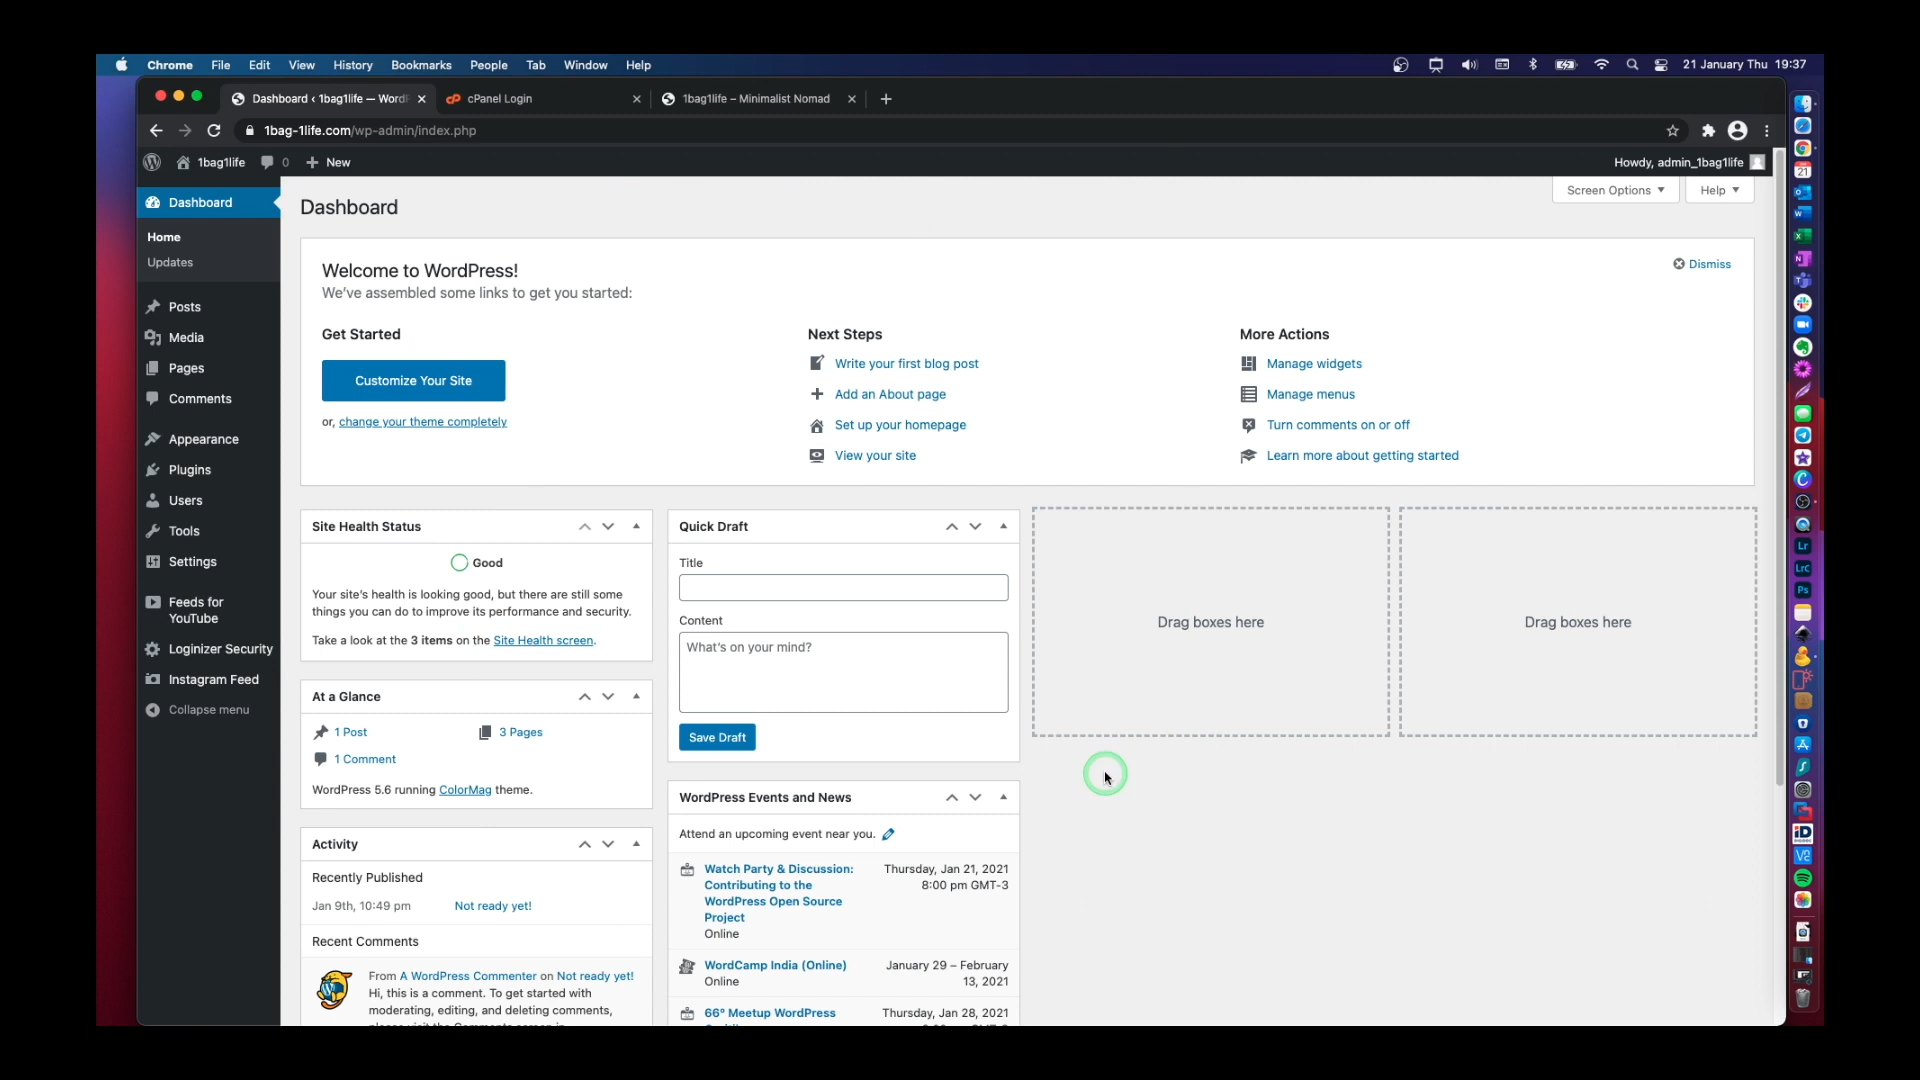 Chrome File Edit View History Bookmarks People Tab Window Help
21 January Thu 19:37
Dashboard ‹ 1bag1life — WordP
cPanel Login
1bag1life – Minimalist Nomad
1bag-1life.com/wp-admin/index.php
1bag1life
0
New
Howdy, admin_1bag1life
Dashboard
Home
Updates
Posts
Media
Pages
Comments
Appearance
Plugins
Users
Tools
Settings
Feeds for
YouTube
Loginizer Security
Instagram Feed
Collapse menu
Dashboard
Screen Options
Help
Welcome to WordPress!
We've assembled some links to get you started:
Dismiss
Get Started
Customize Your Site
or, change your theme completely
Next Steps
Write your first blog post
Add an About page
Set up your homepage
View your site
More Actions
Manage widgets
Manage menus
Turn comments on or off
Learn more about getting started
Site Health Status
Good
Your site's health is looking good, but there are still some
things you can do to improve its performance and security.
Take a look at the 3 items on the Site Health screen.
At a Glance
1 Post
3 Pages
1 Comment
WordPress 5.6 running ColorMag theme.
Activity
Recently Published
Jan 9th, 10:49 pm
Not ready yet!
Recent Comments
From A WordPress Commenter on Not ready yet!
Hi, this is a comment. To get started with
moderating, editing, and deleting comments,
Quick Draft
Title
Content
What's on your mind?
Save Draft
WordPress Events and News
Attend an upcoming event near you.
Watch Party & Discussion:
Contributing to the
WordPress Open Source
Project
Online
Thursday, Jan 21, 2021
8:00 pm GMT-3
WordCamp India (Online)
Online
January 29 – February
13, 2021
66º Meetup WordPress
Thursday, Jan 28, 2021
Drag boxes here
Drag boxes here
21
Lr
LrC
Ps
iD